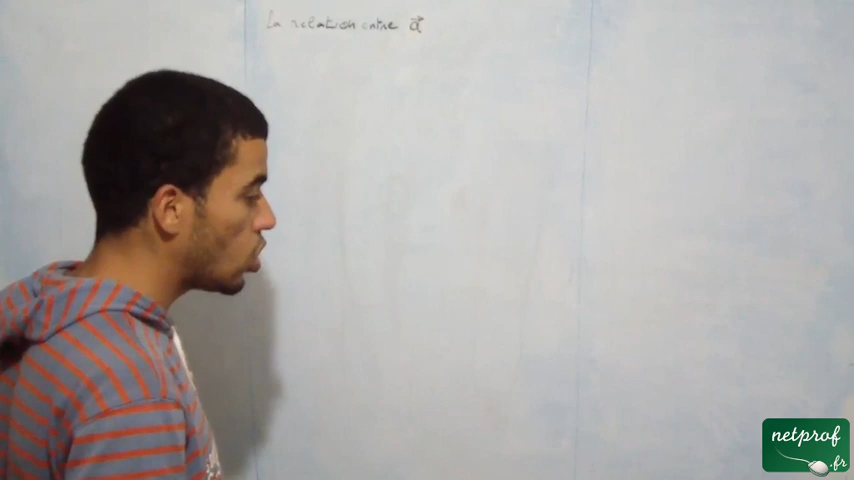 La relation entre a⃗
netprof
.fr